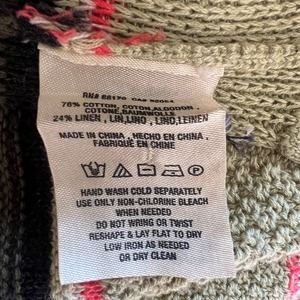 RN# 66170 CA#
76% COTTON, COTON,ALGODON,
COTONE,BAUMWOLLE
24% LINEN , LIN,LINO , LINO,LEINEN
MADE IN CHINA , HECHO EN CHINA ,
FABRIQUÉ EN CHINE
HAND WASH COLD SEPARATELY
USE ONLY NON-CHLORINE BLEACH
WHEN NEEDED
DO NOT WRING OR TWIST
RESHAPE & LAY FLAT TO DRY
LOW IRON AS NEEDED
OR DRY CLEAN